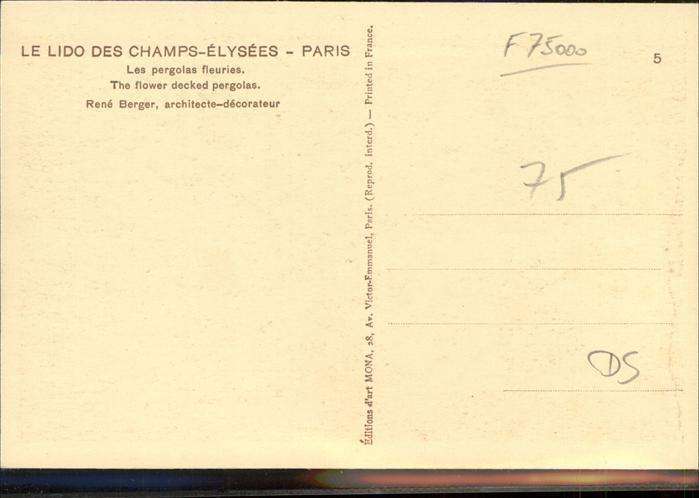 LE LIDO DES CHAMPS-ÉLYSÉES - PARIS
Les pergolas fleuries.
The flower decked pergolas.
René Berger, architecte-décorateur
Éditions d'art MONA, 28, Av. Victor-Emmanuel, Paris. (Reprod. interd.) — Printed in France.
F 75000
5
75
DS